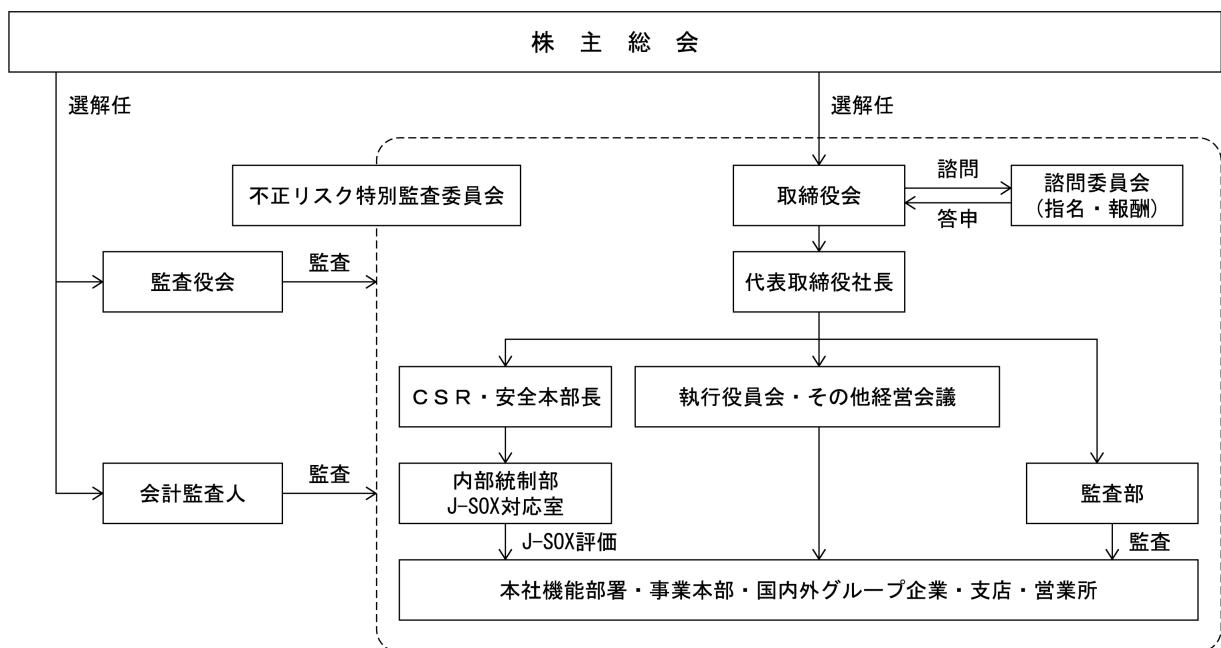 株 主 総 会
選解任
選解任
不正リスク特別監査委員会
取締役会
諮問
答申
諮問委員会
(指名・報酬)
監査役会
監査
代表取締役社長
CSR・安全本部長
執行役員会・その他経営会議
会計監査人
監査
内部統制部
J-SOX対応室
監査部
J-SOX評価
監査
本社機能部署・事業本部・国内外グループ企業・支店・営業所